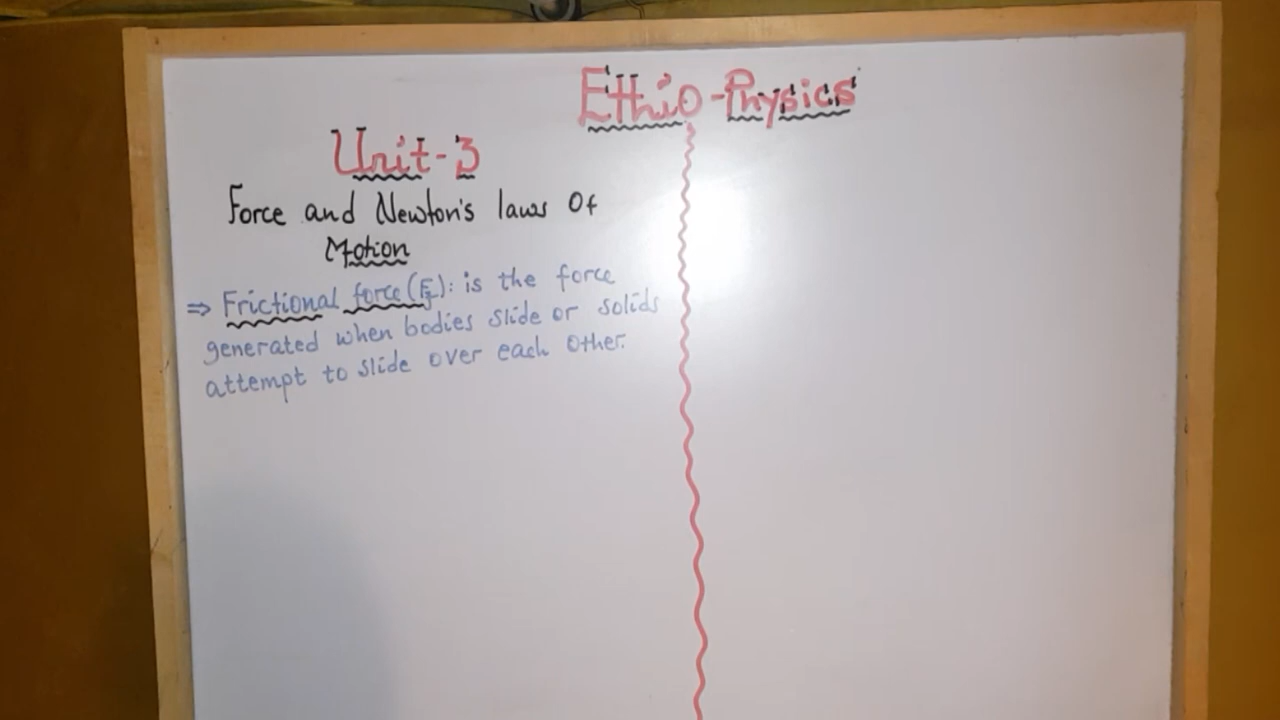 Ethio-Physics
Unit-3
Force and Newton's laws Of
Motion
⇒ Frictional force (Ff): is the force
generated when bodies slide or solids
attempt to slide over each other.